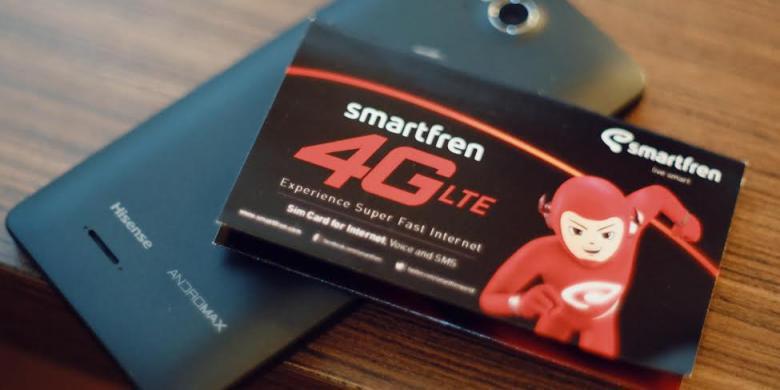 smartfren
4G LTE
Experience Super Fast Internet
Sim Card for Internet, Voice and SMS
www.smartfren.com
smartfren
live smart
Hisense
ANDROMAX